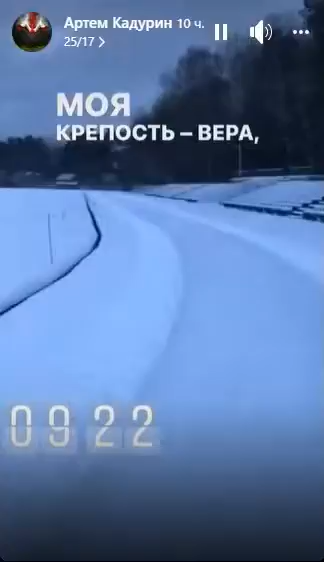 Артем Кадурин 10 ч.
25/17 >
МОЯ
КРЕПОСТЬ – ВЕРА,
09 22